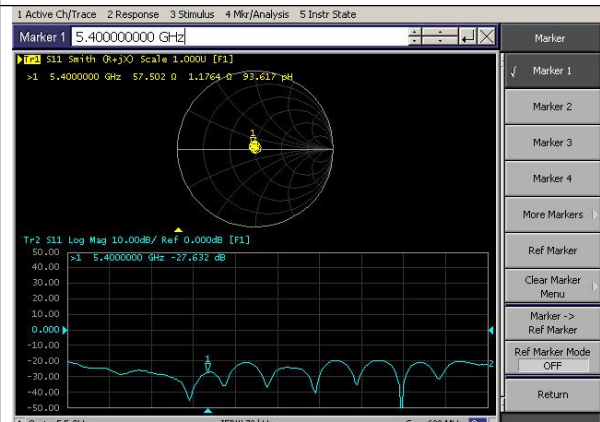 1 Active Ch/Trace 2 Response 3 Stimulus 4 Mkr/Analysis 5 Instr State
Marker 1 5.400000000 GHz
Tr1 S11 Smith (R+jX) Scale 1.000U [F1]
>1 5.4000000 GHz 57.502 Ω 1.1764 Ω 93.617 pH
1
Tr2 S11 Log Mag 10.00dB/ Ref 0.000dB [F1]
50.00
>1 5.4000000 GHz -27.632 dB
40.00
30.00
20.00
10.00
0.000
-10.00
-20.00
-30.00
-40.00
-50.00
1
2
Marker
√ Marker 1
Marker 2
Marker 3
Marker 4
More Markers
Ref Marker
Clear Marker
Menu
Marker ->
Ref Marker
Ref Marker Mode
OFF
Return